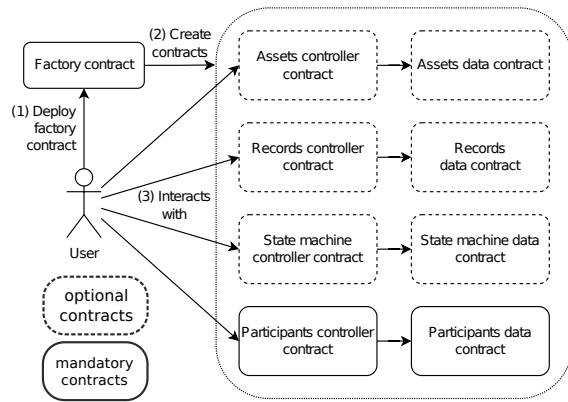 (2) Create
contracts
Factory contract
(1) Deploy
factory
contract
Assets controller
contract
Assets data contract
Records controller
contract
Records
data contract
(3) Interacts
with
State machine
controller contract
State machine data
contract
User
optional
contracts
Participants controller
contract
Participants data
contract
mandatory
contracts